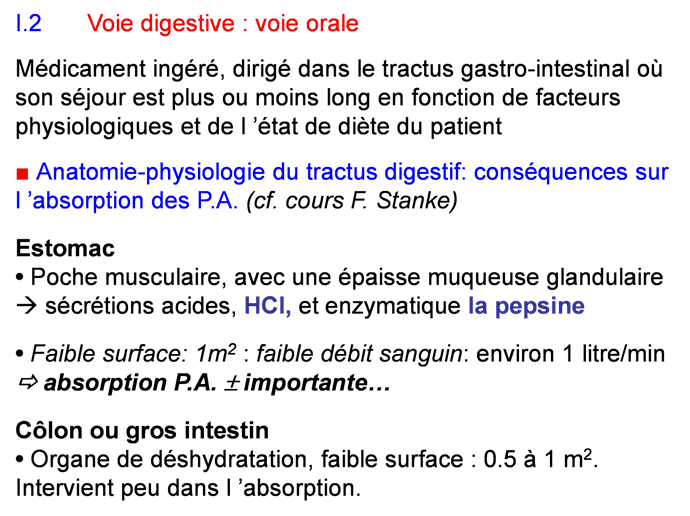 I.2 Voie digestive : voie orale
Médicament ingéré, dirigé dans le tractus gastro-intestinal où
son séjour est plus ou moins long en fonction de facteurs
physiologiques et de l ’état de diète du patient
■ Anatomie-physiologie du tractus digestif: conséquences sur
l ’absorption des P.A. (cf. cours F. Stanke)
Estomac
• Poche musculaire, avec une épaisse muqueuse glandulaire
→ sécrétions acides, HCl, et enzymatique la pepsine
• Faible surface: 1m² : faible débit sanguin: environ 1 litre/min
⇨ absorption P.A. ± importante…
Côlon ou gros intestin
• Organe de déshydratation, faible surface : 0.5 à 1 m².
Intervient peu dans l ’absorption.